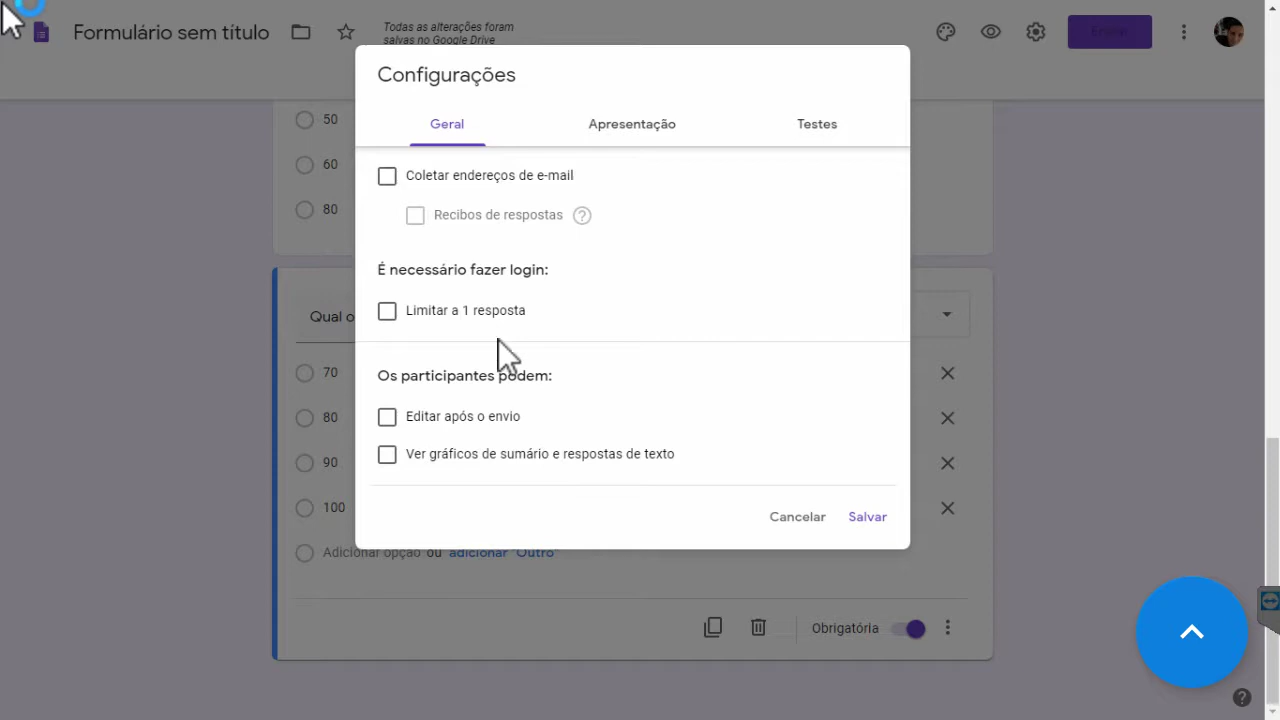 Formulário sem título
Todas as alterações foram
salvas no Google Drive
Enviar
Configurações
Geral
Apresentação
Testes
50
60
80
Coletar endereços de e-mail
Recibos de respostas
É necessário fazer login:
Limitar a 1 resposta
Os participantes podem:
Editar após o envio
Ver gráficos de sumário e respostas de texto
Cancelar
Salvar
Qual o
70
80
90
100
Adicionar opção ou adicionar "Outro"
Obrigatória